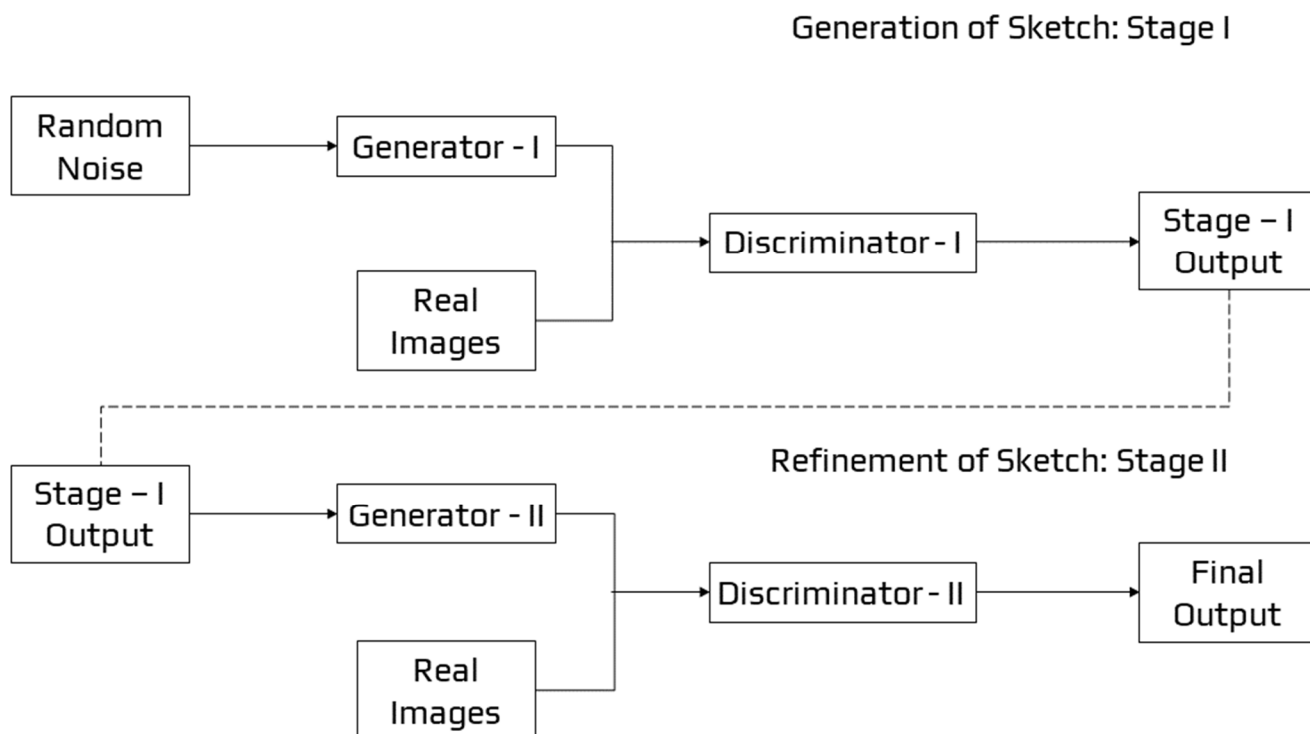 Generation of Sketch: Stage I
Random
Noise
Generator - I
Real
Images
Discriminator - I
Stage – I
Output
Refinement of Sketch: Stage II
Stage – I
Output
Generator - II
Real
Images
Discriminator - II
Final
Output